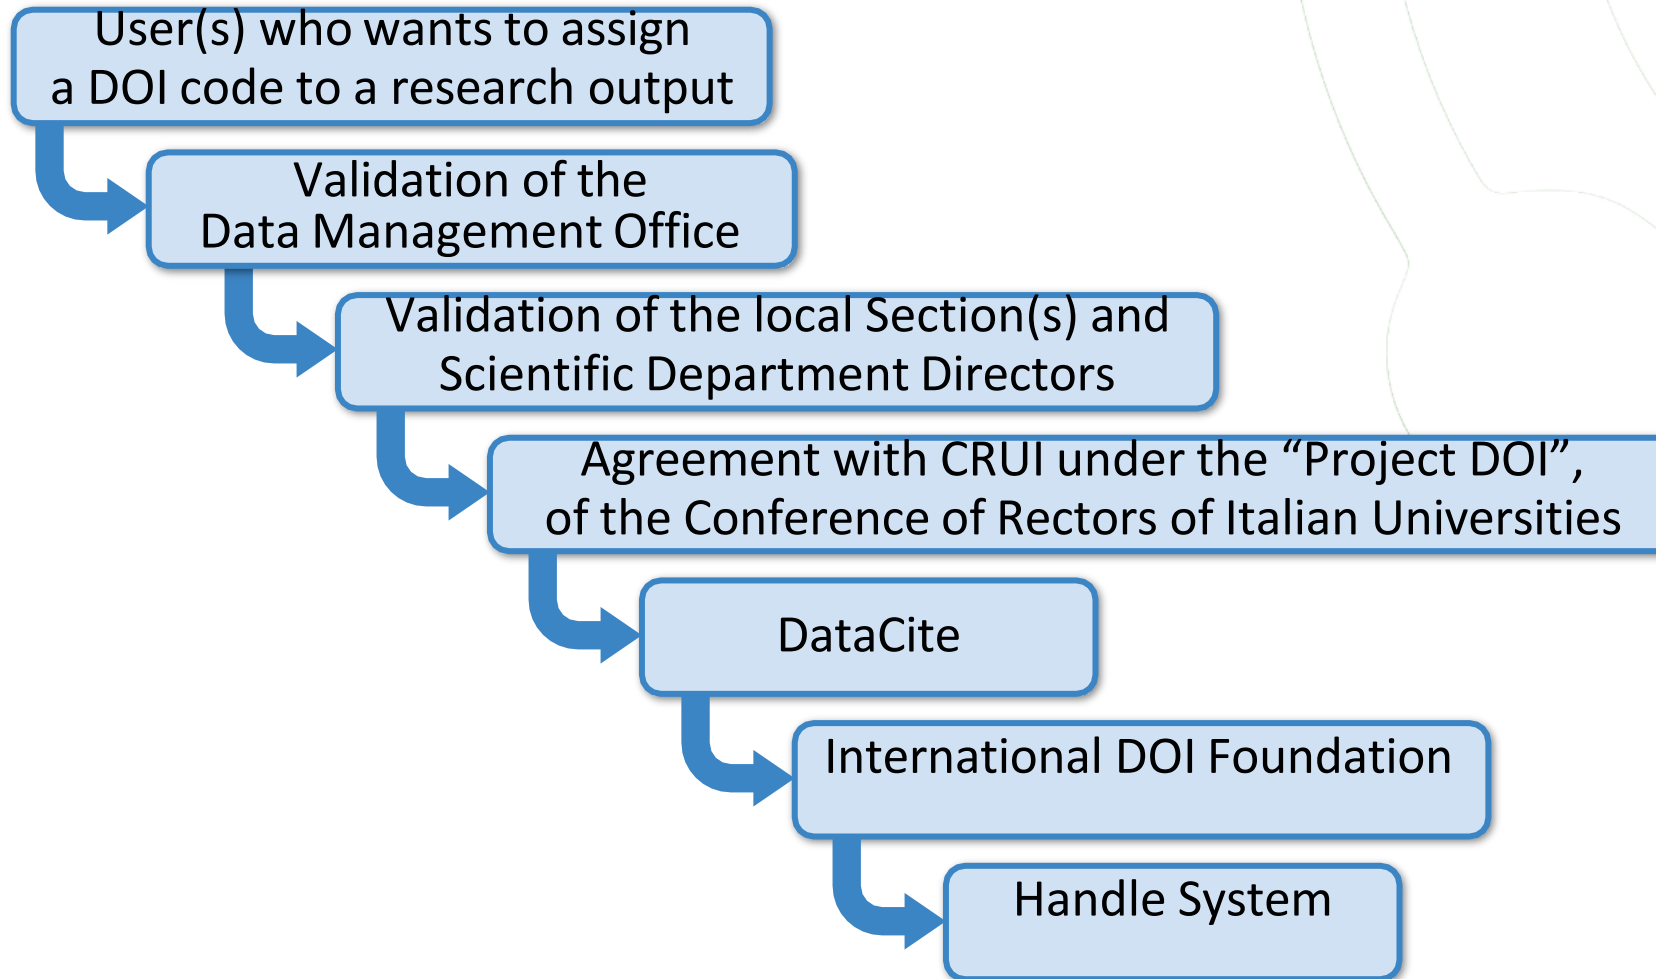 User(s) who wants to assign
a DOI code to a research output
Validation of the
Data Management Office
Validation of the local Section(s) and
Scientific Department Directors
Agreement with CRUI under the “Project DOI”,
of the Conference of Rectors of Italian Universities
DataCite
International DOI Foundation
Handle System